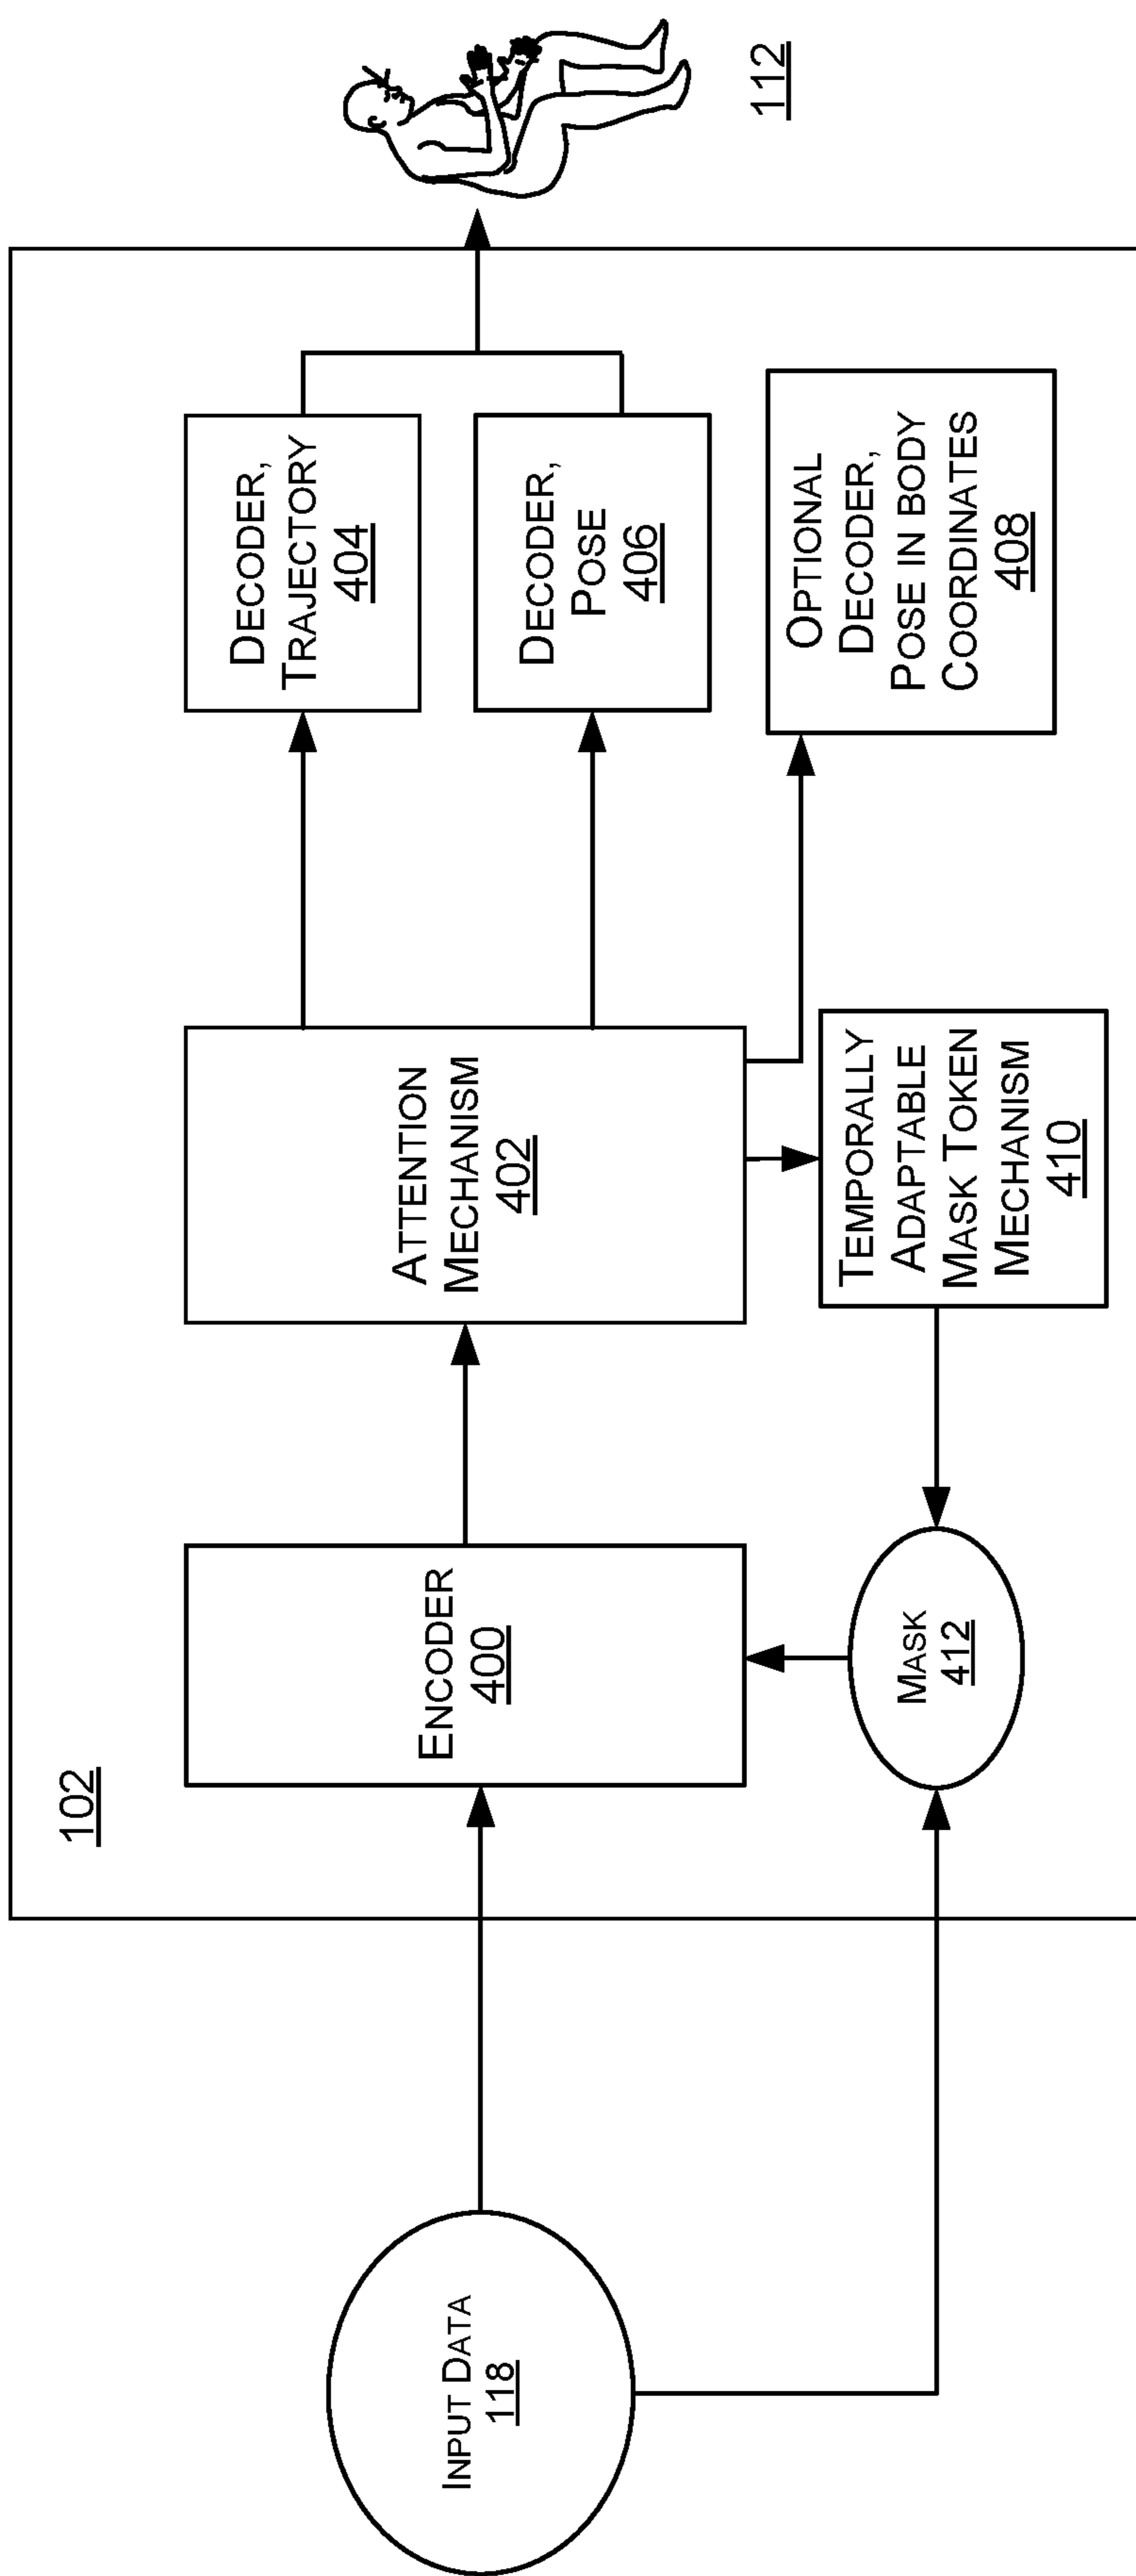 102
INPUT DATA
118
ENCODER
400
MASK
412
ATTENTION
MECHANISM
402
TEMPORALLY
ADAPTABLE
MASK TOKEN
MECHANISM
410
DECODER,
TRAJECTORY
404
DECODER,
POSE
406
OPTIONAL
DECODER,
POSE IN BODY
COORDINATES
408
112